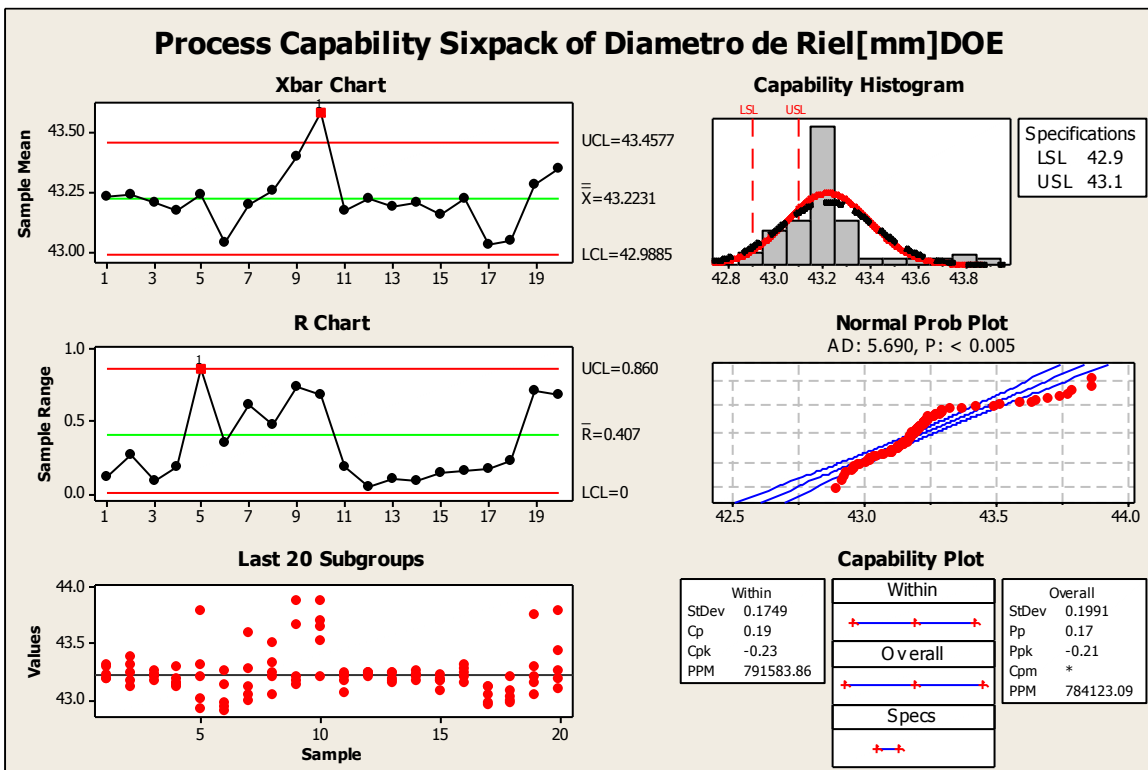 Process Capability Sixpack of Diametro de Riel[mm]DOE
Xbar Chart
Sample Mean
43.50
43.25
43.00
1
UCL=43.4577
X=43.2231
LCL=42.9885
1 3 5 7 9 11 13 15 17 19
R Chart
Sample Range
1.0
0.5
0.0
1
UCL=0.860
R=0.407
LCL=0
1 3 5 7 9 11 13 15 17 19
Last 20 Subgroups
Values
44.0
43.5
43.0
5 10 15 20
Sample
Capability Histogram
LSL USL
42.8 43.0 43.2 43.4 43.6 43.8
Specifications
LSL 42.9
USL 43.1
Normal Prob Plot
AD: 5.690, P: < 0.005
42.5 43.0 43.5 44.0
Capability Plot
Within
StDev 0.1749
Cp 0.19
Cpk -0.23
PPM 791583.86
Within
Overall
Specs
Overall
StDev 0.1991
Pp 0.17
Ppk -0.21
Cpm *
PPM 784123.09